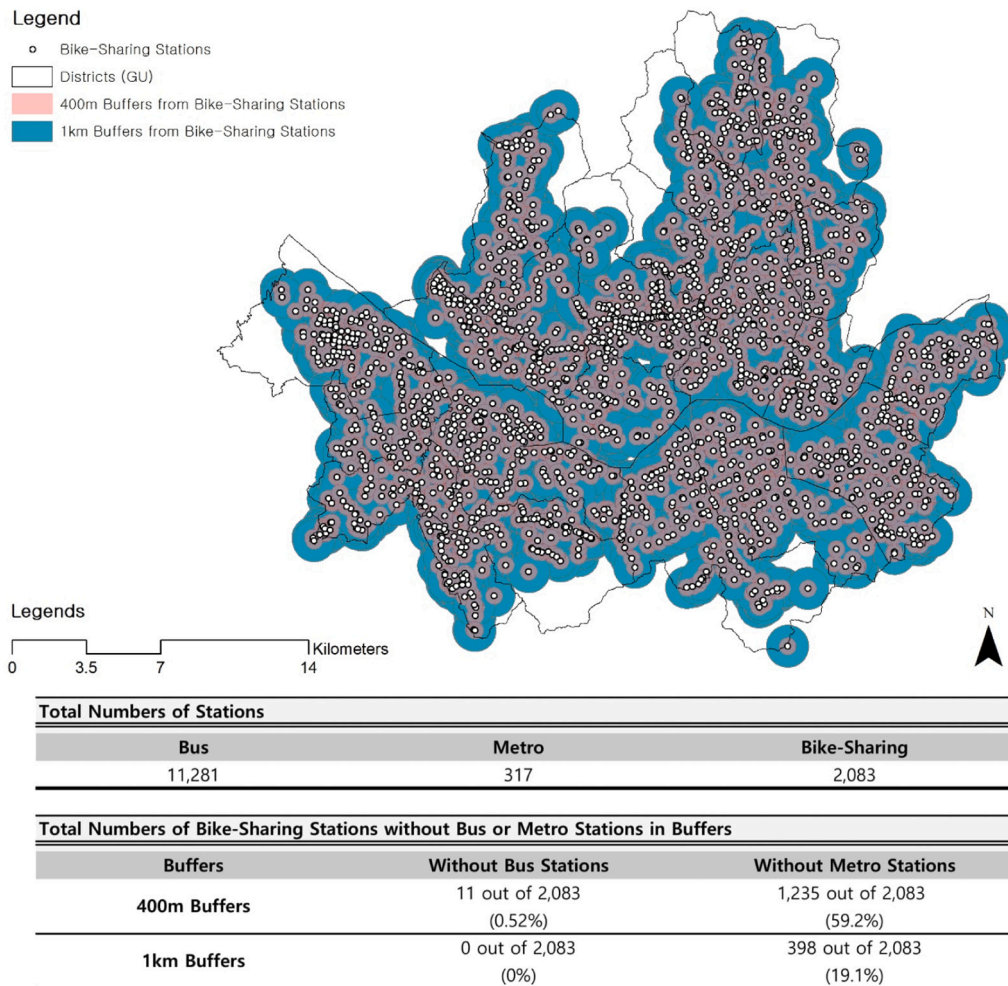 Legend
Bike-Sharing Stations
Districts (GU)
400m Buffers from Bike-Sharing Stations
1km Buffers from Bike-Sharing Stations
Legends
Kilometers
0 3.5 7 14
N
Total Numbers of Stations
Bus Metro Bike-Sharing
11,281 317 2,083
Total Numbers of Bike-Sharing Stations without Bus or Metro Stations in Buffers
Buffers Without Bus Stations Without Metro Stations
400m Buffers 11 out of 2,083 1,235 out of 2,083
(0.52%) (59.2%)
1km Buffers 0 out of 2,083 398 out of 2,083
(0%) (19.1%)